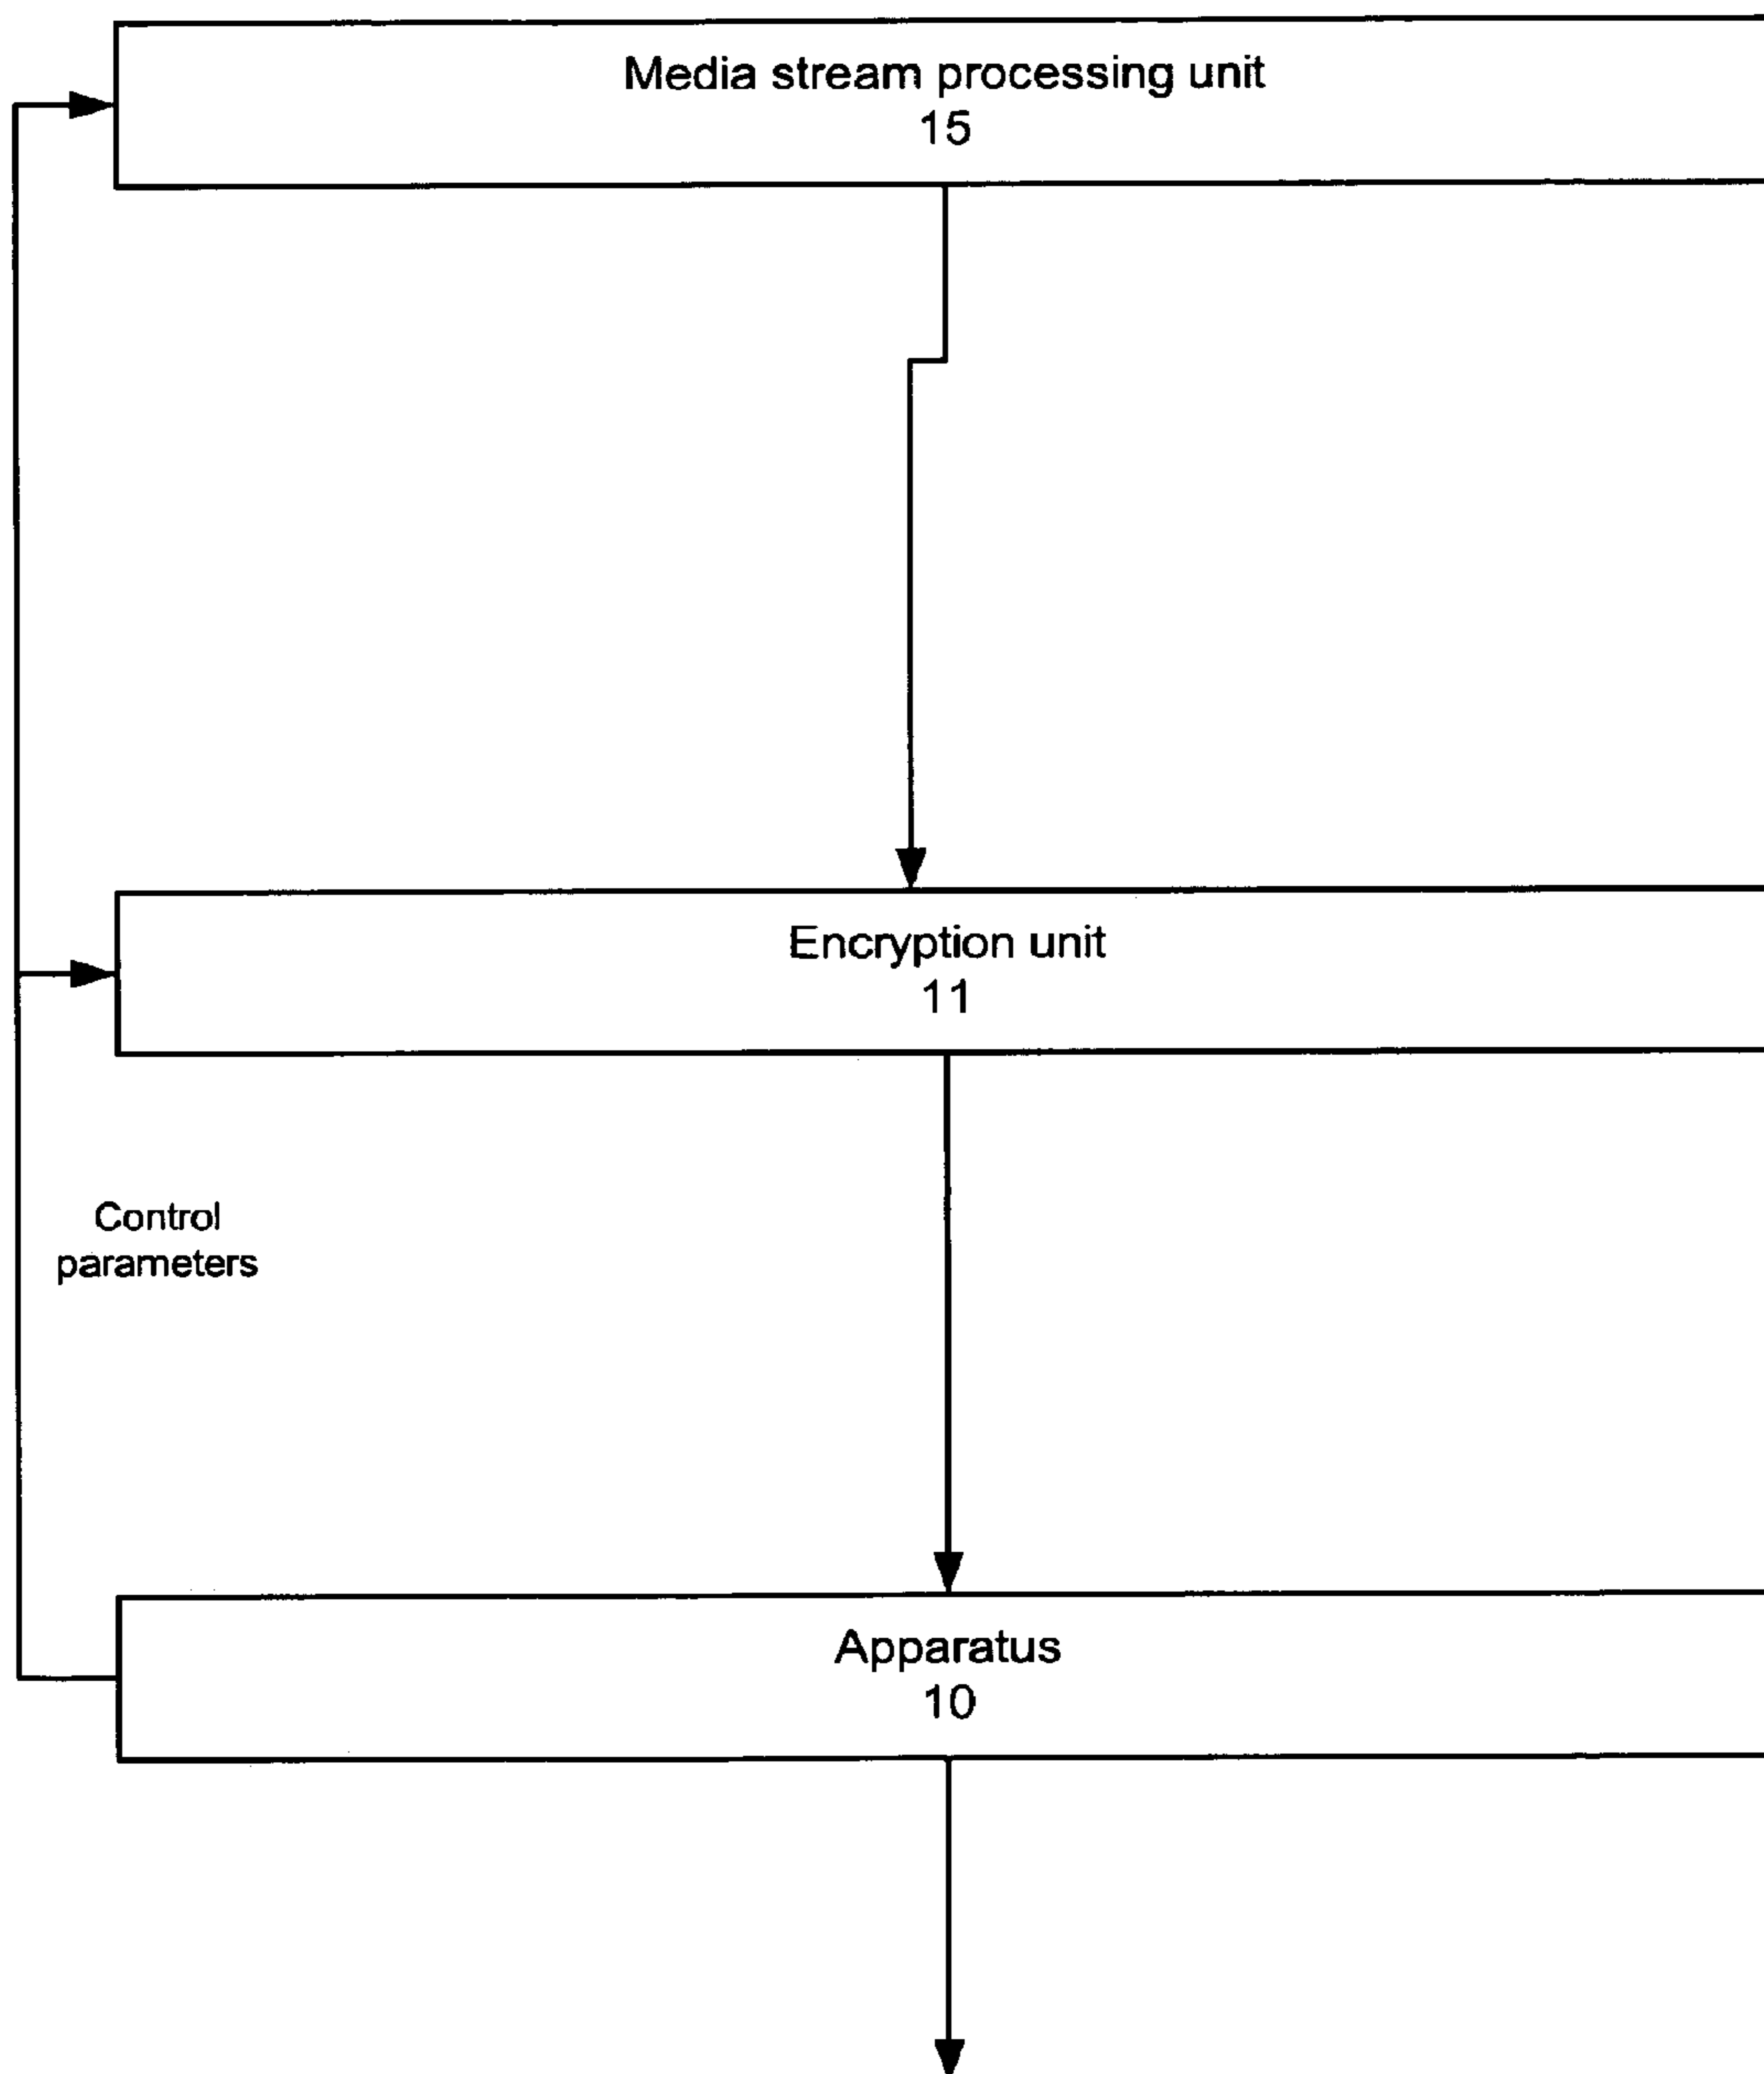 Media stream processing unit
15
Encryption unit
11
Control
parameters
Apparatus
10